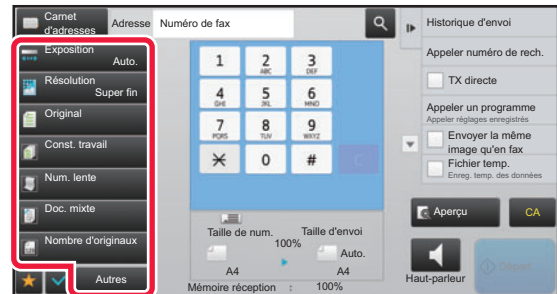 Carnet
d'adresses
Adresse
Numéro de fax
Exposition
Auto.
Résolution
Super fin
Original
Const. travail
Num. lente
Doc. mixte
Nombre d'originaux
Autres
1
2
ABC
3
DEF
4
GHI
5
JKL
6
MNO
7
PQRS
8
TUV
9
WXYZ
0
#
C
Taille de num.
Taille d'envoi
100%
Auto.
A4
A4
Mémoire réception : 100%
Historique d'envoi
Appeler numéro de rech.
TX directe
Appeler un programme
Appeler réglages enregistrés
Envoyer la même
image qu'en fax
Fichier temp.
Enreg. temp. des données
Aperçu
CA
Haut-parleur
Départ